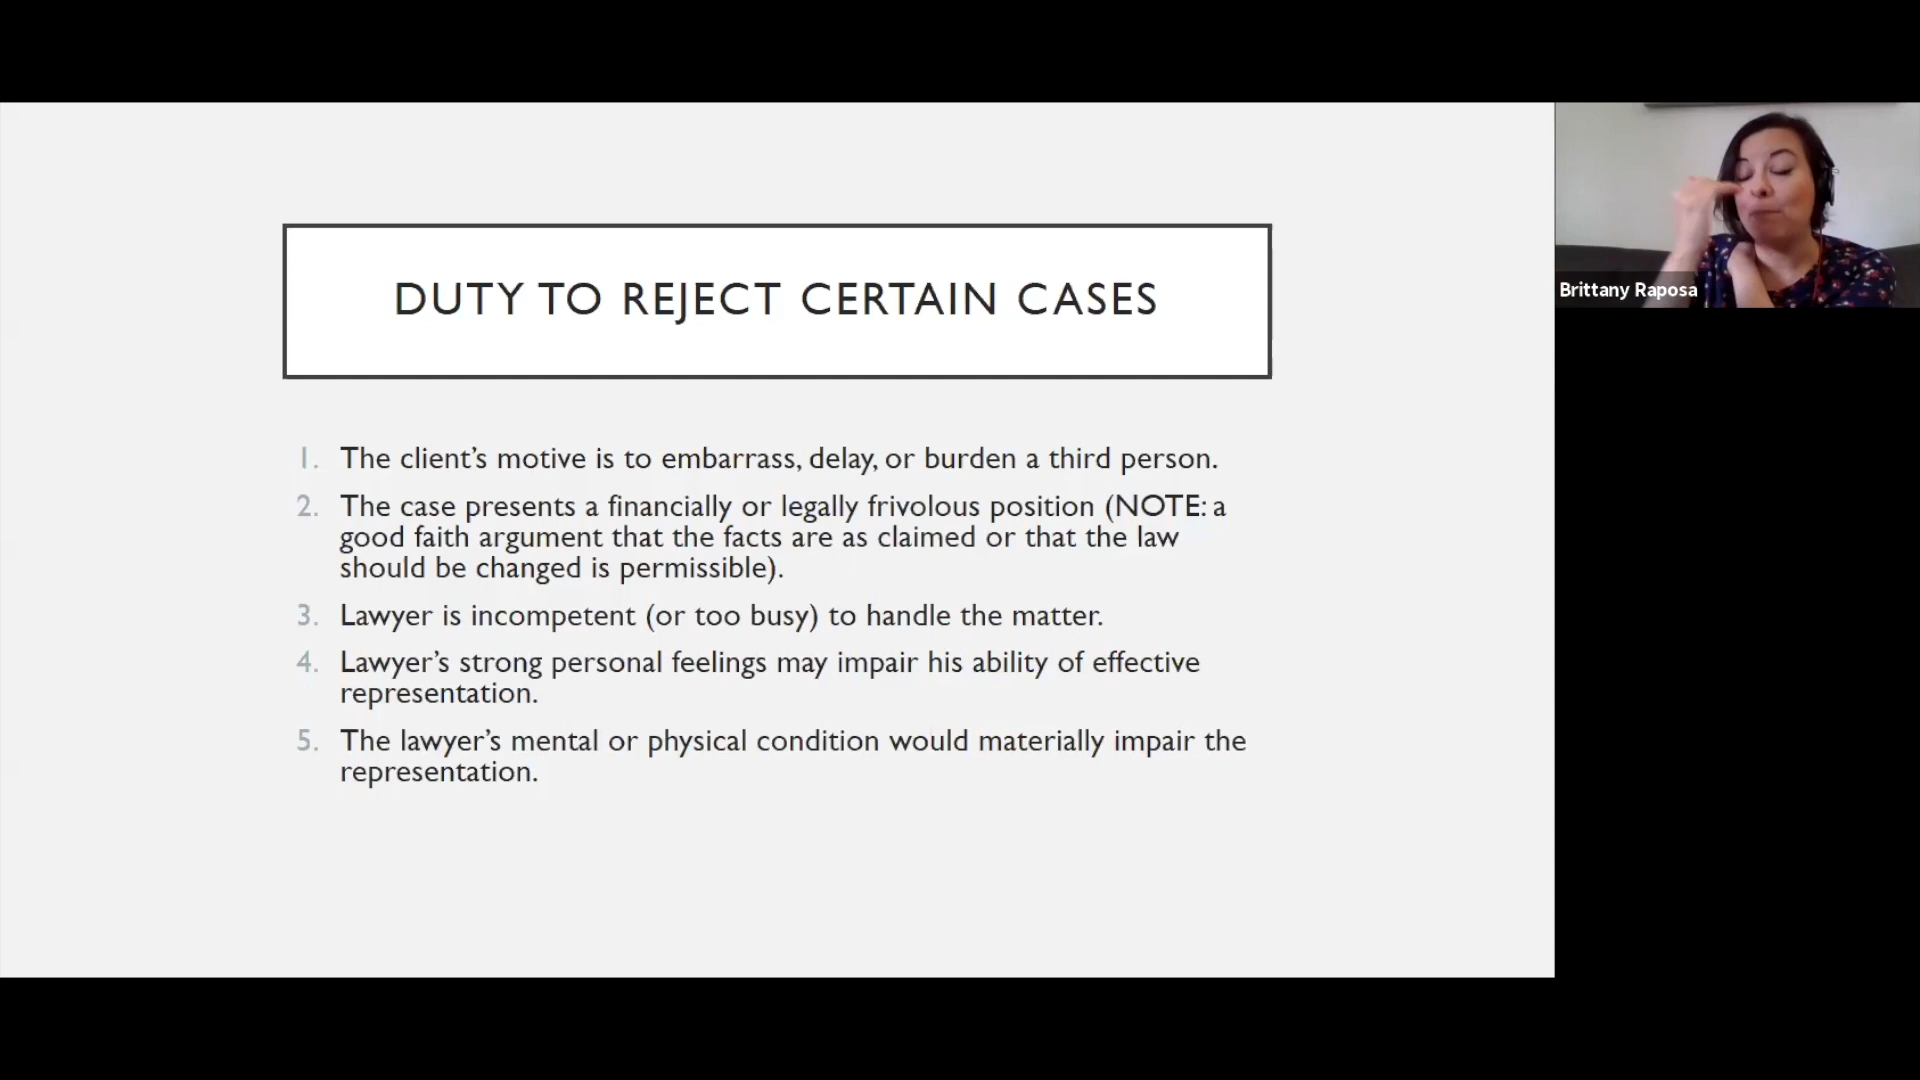 DUTY TO REJECT CERTAIN CASES
1. The client’s motive is to embarrass, delay, or burden a third person.
2. The case presents a financially or legally frivolous position (NOTE: a
good faith argument that the facts are as claimed or that the law
should be changed is permissible).
3. Lawyer is incompetent (or too busy) to handle the matter.
4. Lawyer’s strong personal feelings may impair his ability of effective
representation.
5. The lawyer’s mental or physical condition would materially impair the
representation.
Brittany Raposa